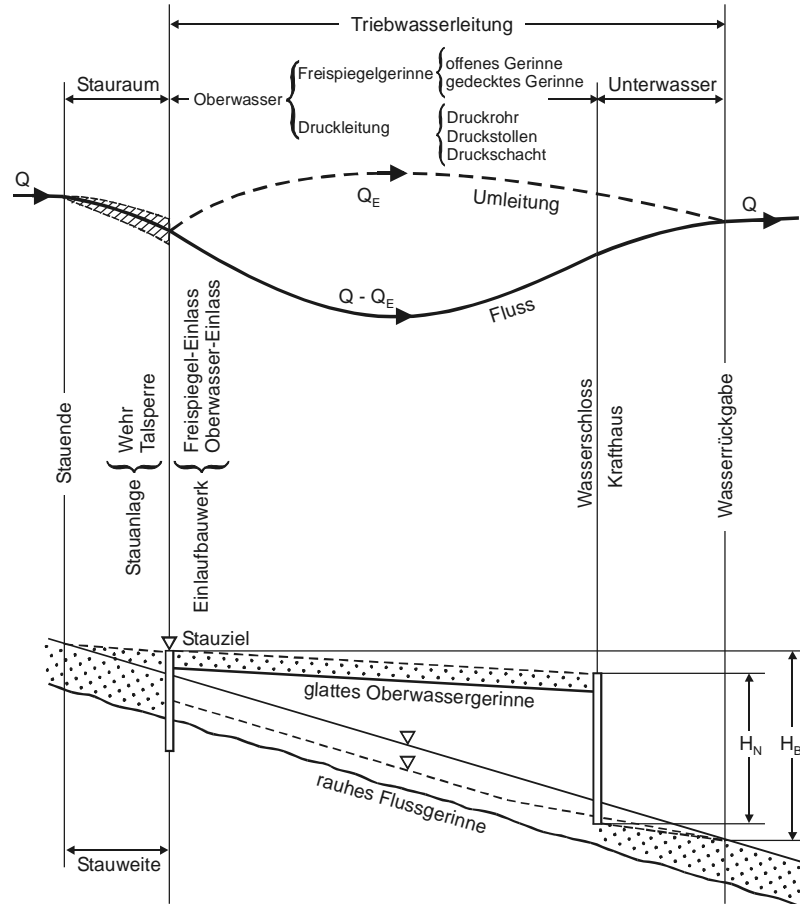 Triebwasserleitung
Stauraum
Oberwasser
Freispiegelgerinne
offenes Gerinne
gedecktes Gerinne
Druckleitung
Druckrohr
Druckstollen
Druckschacht
Unterwasser
Q
Q_E
Umleitung
Q
Q - Q_E
Fluss
Stauende
Stauanlage
Wehr
Talsperre
Einlaufbauwerk
Freispiegel-Einlass
Oberwasser-Einlass
Wasserschloss
Krafthaus
Wasserrückgabe
Stauziel
glattes Oberwassergerinne
rauhes Flussgerinne
H_N
H_B
Stauweite